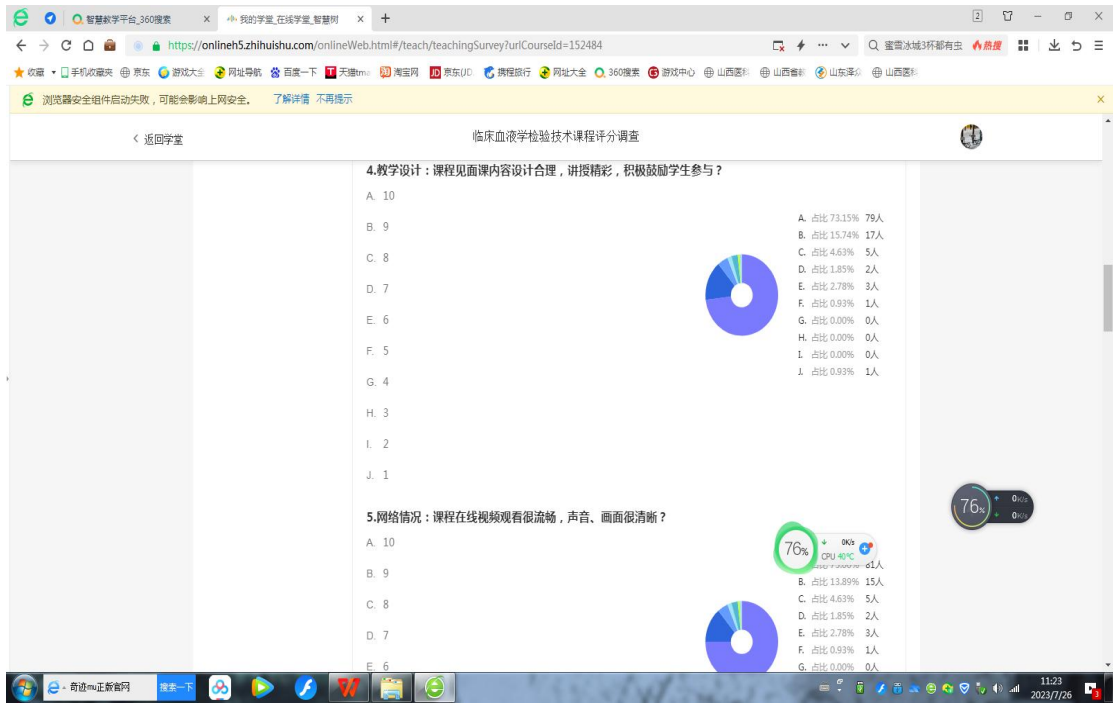 智慧教学平台_360搜索
我的学堂_在线学堂_智慧树
2
https://onlineh5.zhihuishu.com/onlineWeb.html#/teach/teachingSurvey?urlCourseId=152484
蜜雪冰城3杯都有虫
热搜
收藏 手机收藏夹 京东 游戏大全 网址导航 百度一下 天猫tma 淘宝网 京东(JD 携程旅行 网址大全 360搜索 游戏中心 山西医科 山西省 山东泽 山西医科
浏览器安全组件启动失败，可能会影响上网安全。 了解详情 不再提示
< 返回学堂
临床血液学检验技术课程评分调查
4.教学设计：课程见面课内容设计合理，讲授精彩，积极鼓励学生参与？
A. 10
B. 9
C. 8
D. 7
E. 6
F. 5
G. 4
H. 3
I. 2
J. 1
A. 占比 73.15% 79人
B. 占比 15.74% 17人
C. 占比 4.63% 5人
D. 占比 1.85% 2人
E. 占比 2.78% 3人
F. 占比 0.93% 1人
G. 占比 0.00% 0人
H. 占比 0.00% 0人
I. 占比 0.00% 0人
J. 占比 0.93% 1人
76% 0K/s
0K/s
5.网络情况：课程在线视频观看很流畅，声音、画面很清晰？
A. 10
B. 9
C. 8
D. 7
E. 6
76% 0K/s
CPU 40°C
81人
B. 占比 13.89% 15人
C. 占比 4.63% 5人
D. 占比 1.85% 2人
E. 占比 2.78% 3人
F. 占比 0.93% 1人
G. 占比 0.00% 0人
奇迹mu正版官网 搜索一下
11:23
2023/7/26